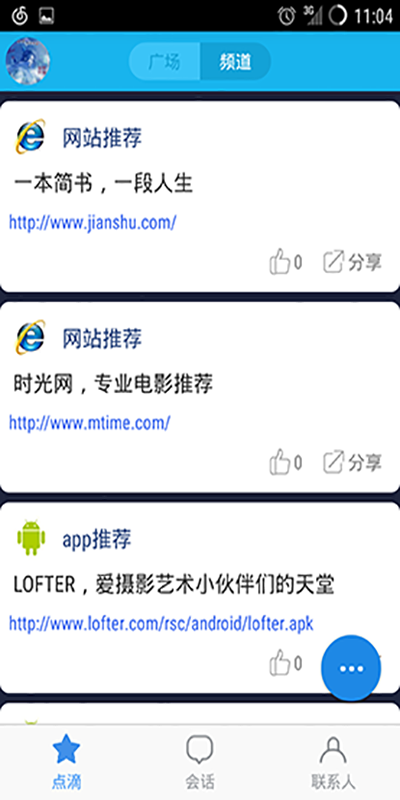 3G 11:04
广场 频道
网站推荐
一本简书，一段人生
http://www.jianshu.com/
0 分享
网站推荐
时光网，专业电影推荐
http://www.mtime.com/
0 分享
app推荐
LOFTER，爱摄影艺术小伙伴们的天堂
http://www.lofter.com/rsc/android/lofter.apk
0
点滴 会话 联系人